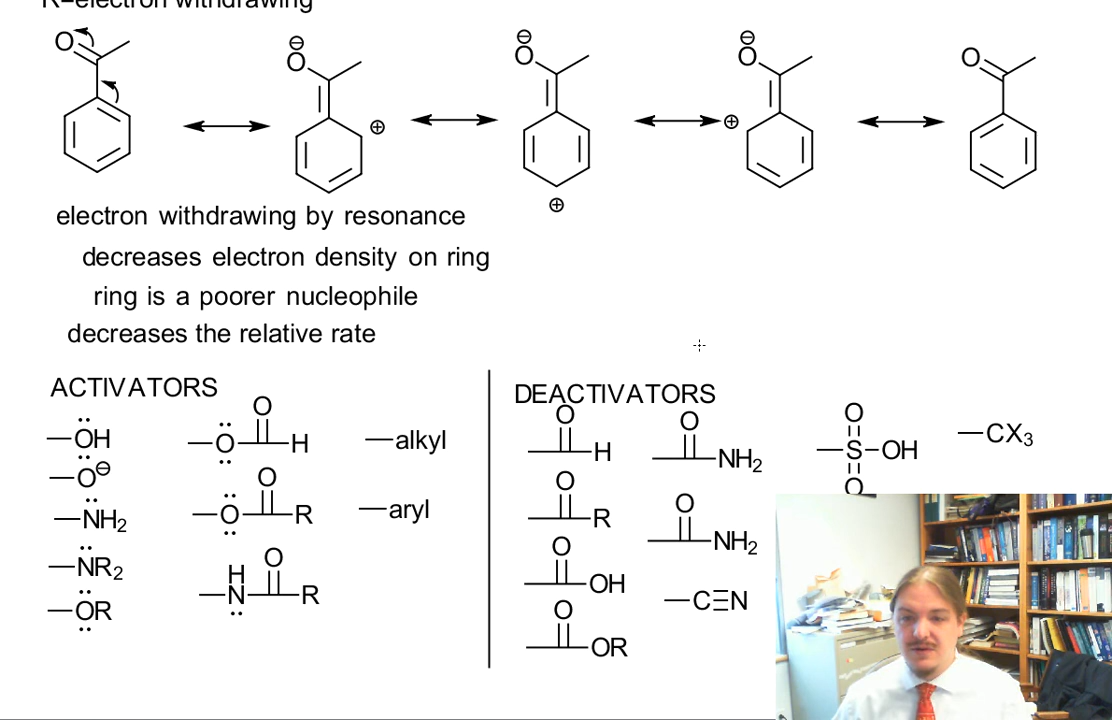 R=electron withdrawing
O
O ⊖
⊕
O ⊖
⊕
O ⊖
⊕
O
electron withdrawing by resonance
decreases electron density on ring
ring is a poorer nucleophile
decreases the relative rate
ACTIVATORS
–ÖH
–O⊖
–NH2
–NR2
–OR
–O H
O
–O R
O
H
–N R
O
–alkyl
–aryl
DEACTIVATORS
O
H
O
R
O
OH
O
OR
O
NH2
O
NH2
–C≡N
O
–S–OH
O
–CX3